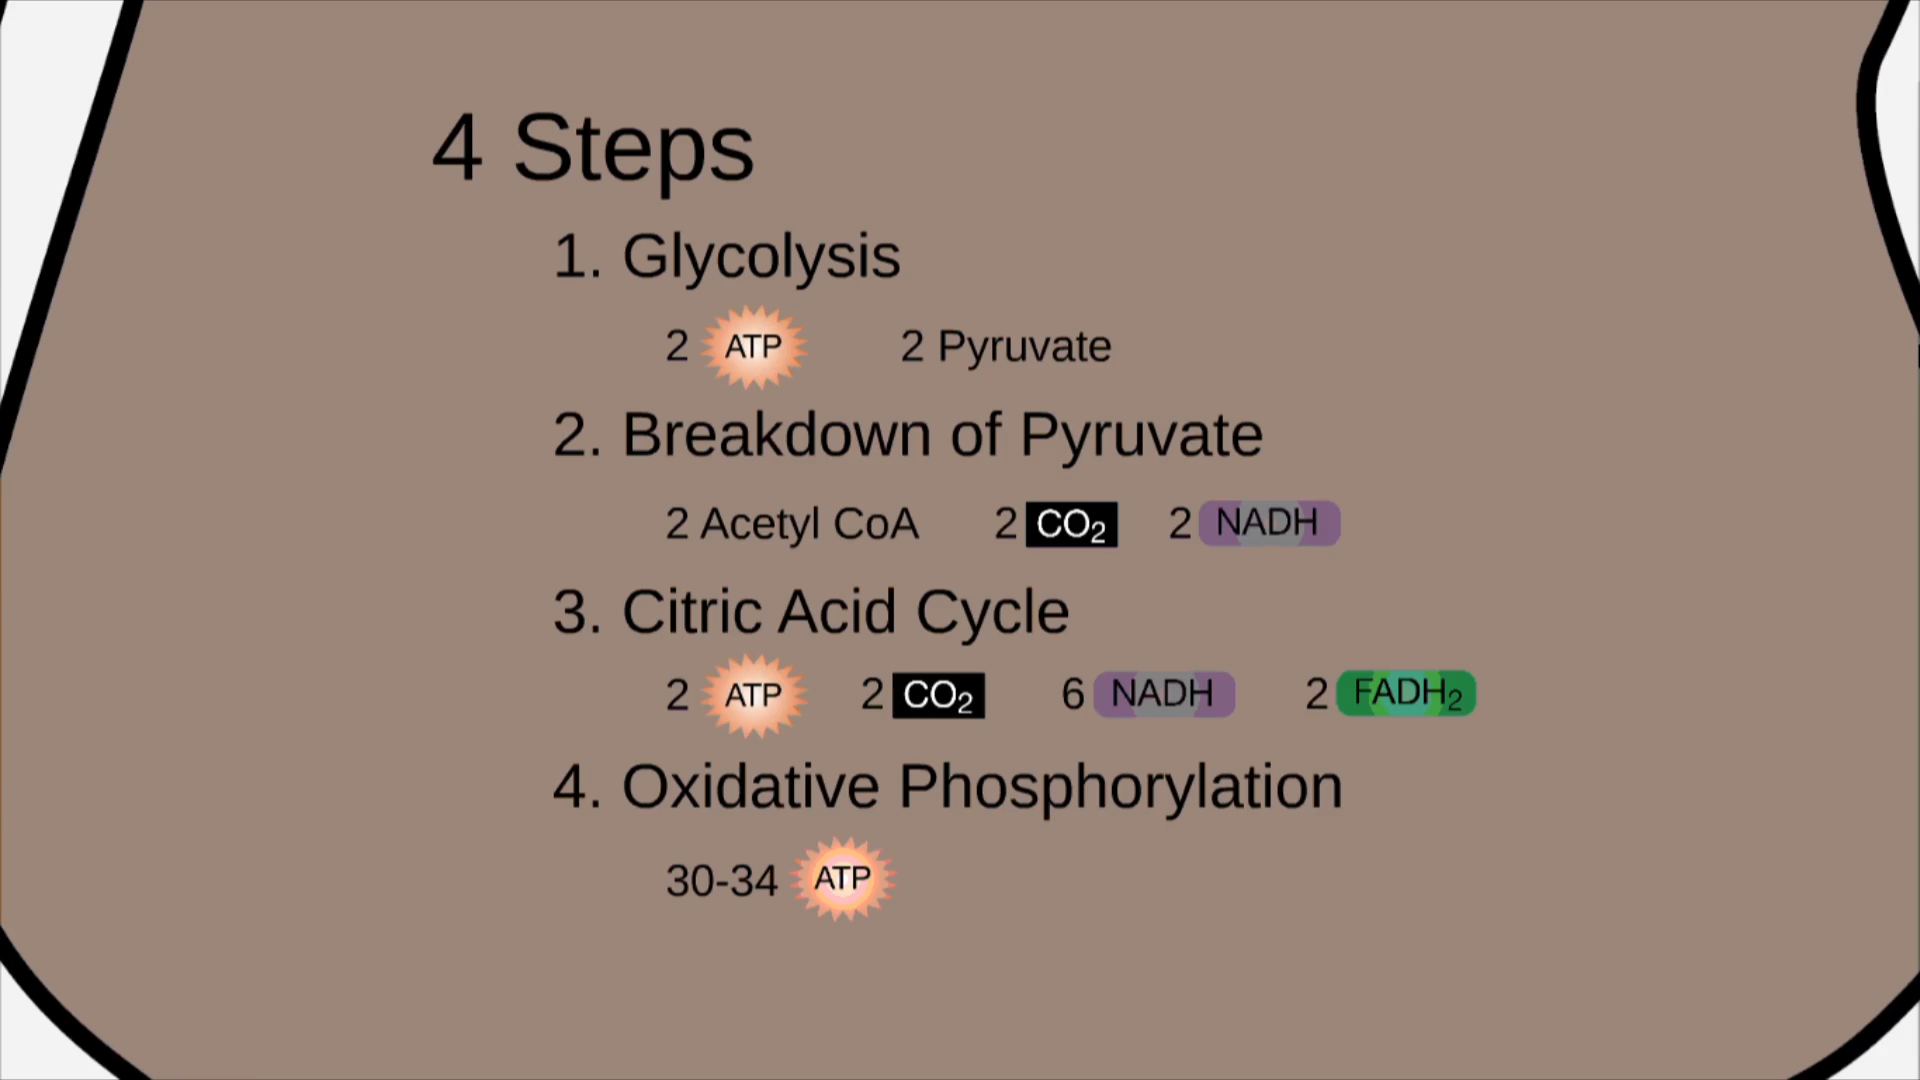 4 Steps
1. Glycolysis
2 ATP 2 Pyruvate
2. Breakdown of Pyruvate
2 Acetyl CoA 2 CO₂ 2 NADH
3. Citric Acid Cycle
2 ATP 2 CO₂ 6 NADH 2 FADH₂
4. Oxidative Phosphorylation
30-34 ATP